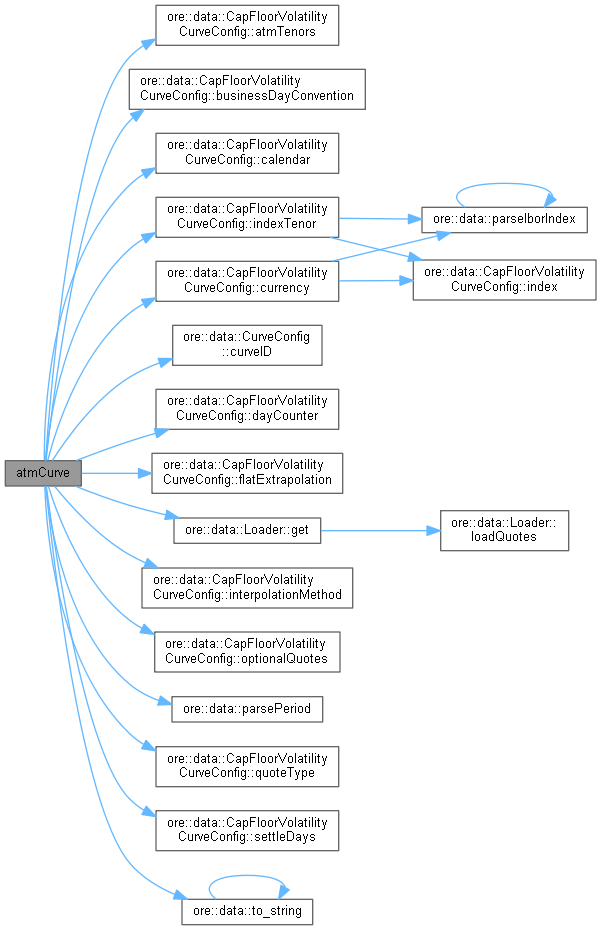 ore::data::CapFloorVolatility
CurveConfig::atmTenors
ore::data::CapFloorVolatility
CurveConfig::businessDayConvention
ore::data::CapFloorVolatility
CurveConfig::calendar
ore::data::CapFloorVolatility
CurveConfig::indexTenor
ore::data::parseIborIndex
ore::data::CapFloorVolatility
CurveConfig::currency
ore::data::CapFloorVolatility
CurveConfig::index
ore::data::CurveConfig
::curveID
ore::data::CapFloorVolatility
CurveConfig::dayCounter
atmCurve
ore::data::CapFloorVolatility
CurveConfig::flatExtrapolation
ore::data::Loader::get
ore::data::Loader::
loadQuotes
ore::data::CapFloorVolatility
CurveConfig::interpolationMethod
ore::data::CapFloorVolatility
CurveConfig::optionalQuotes
ore::data::parsePeriod
ore::data::CapFloorVolatility
CurveConfig::quoteType
ore::data::CapFloorVolatility
CurveConfig::settleDays
ore::data::to_string